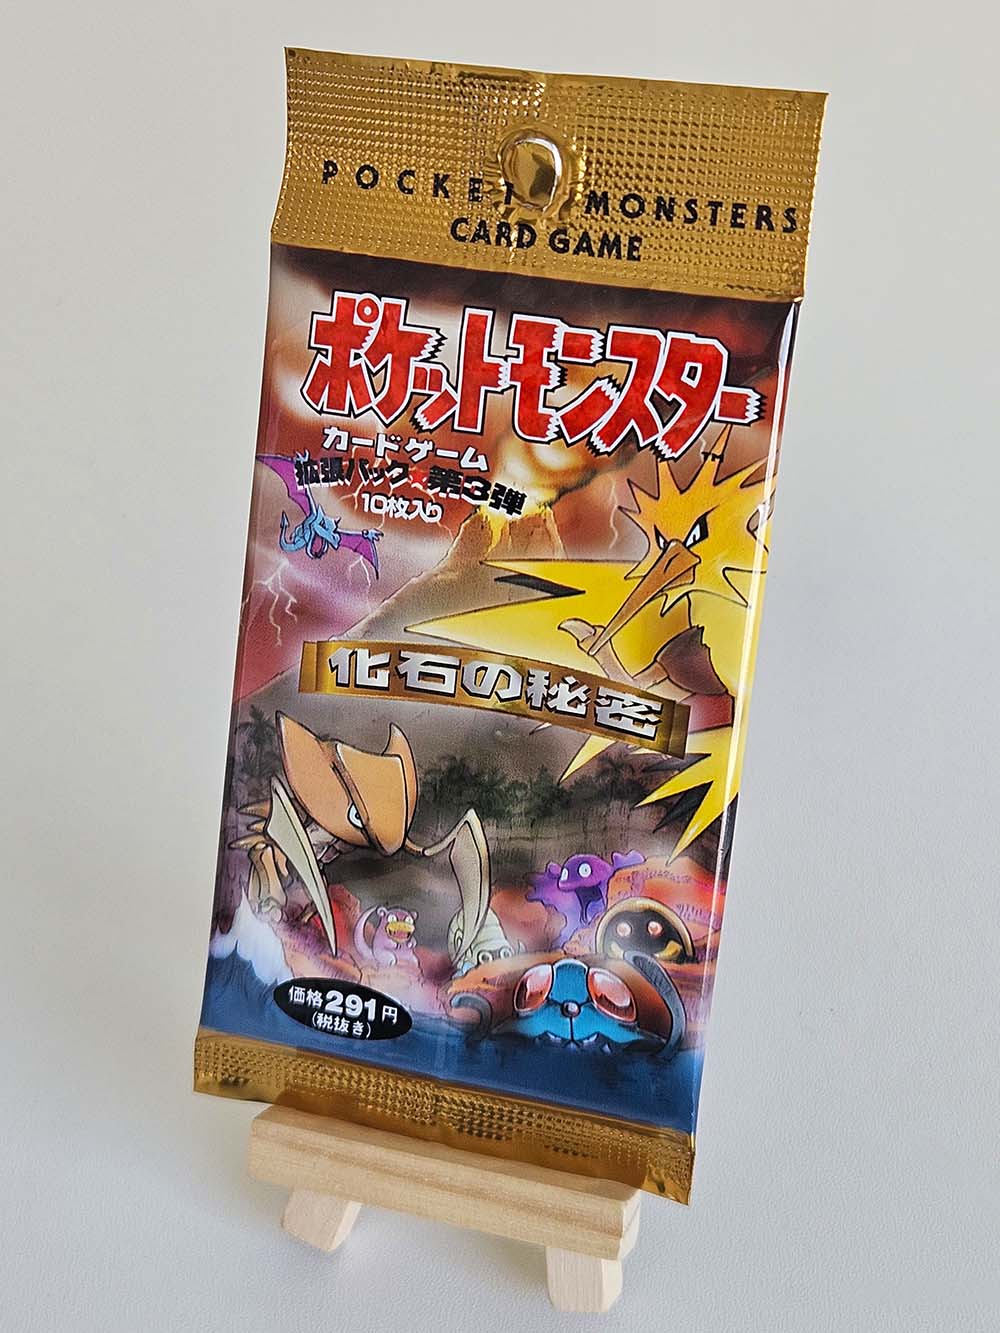 POCKET MONSTERS
CARD GAME
ポケットモンスター
TM
カードゲーム
拡張パック★第3弾
10枚入り
化石の秘密
価格291円
(税抜き)